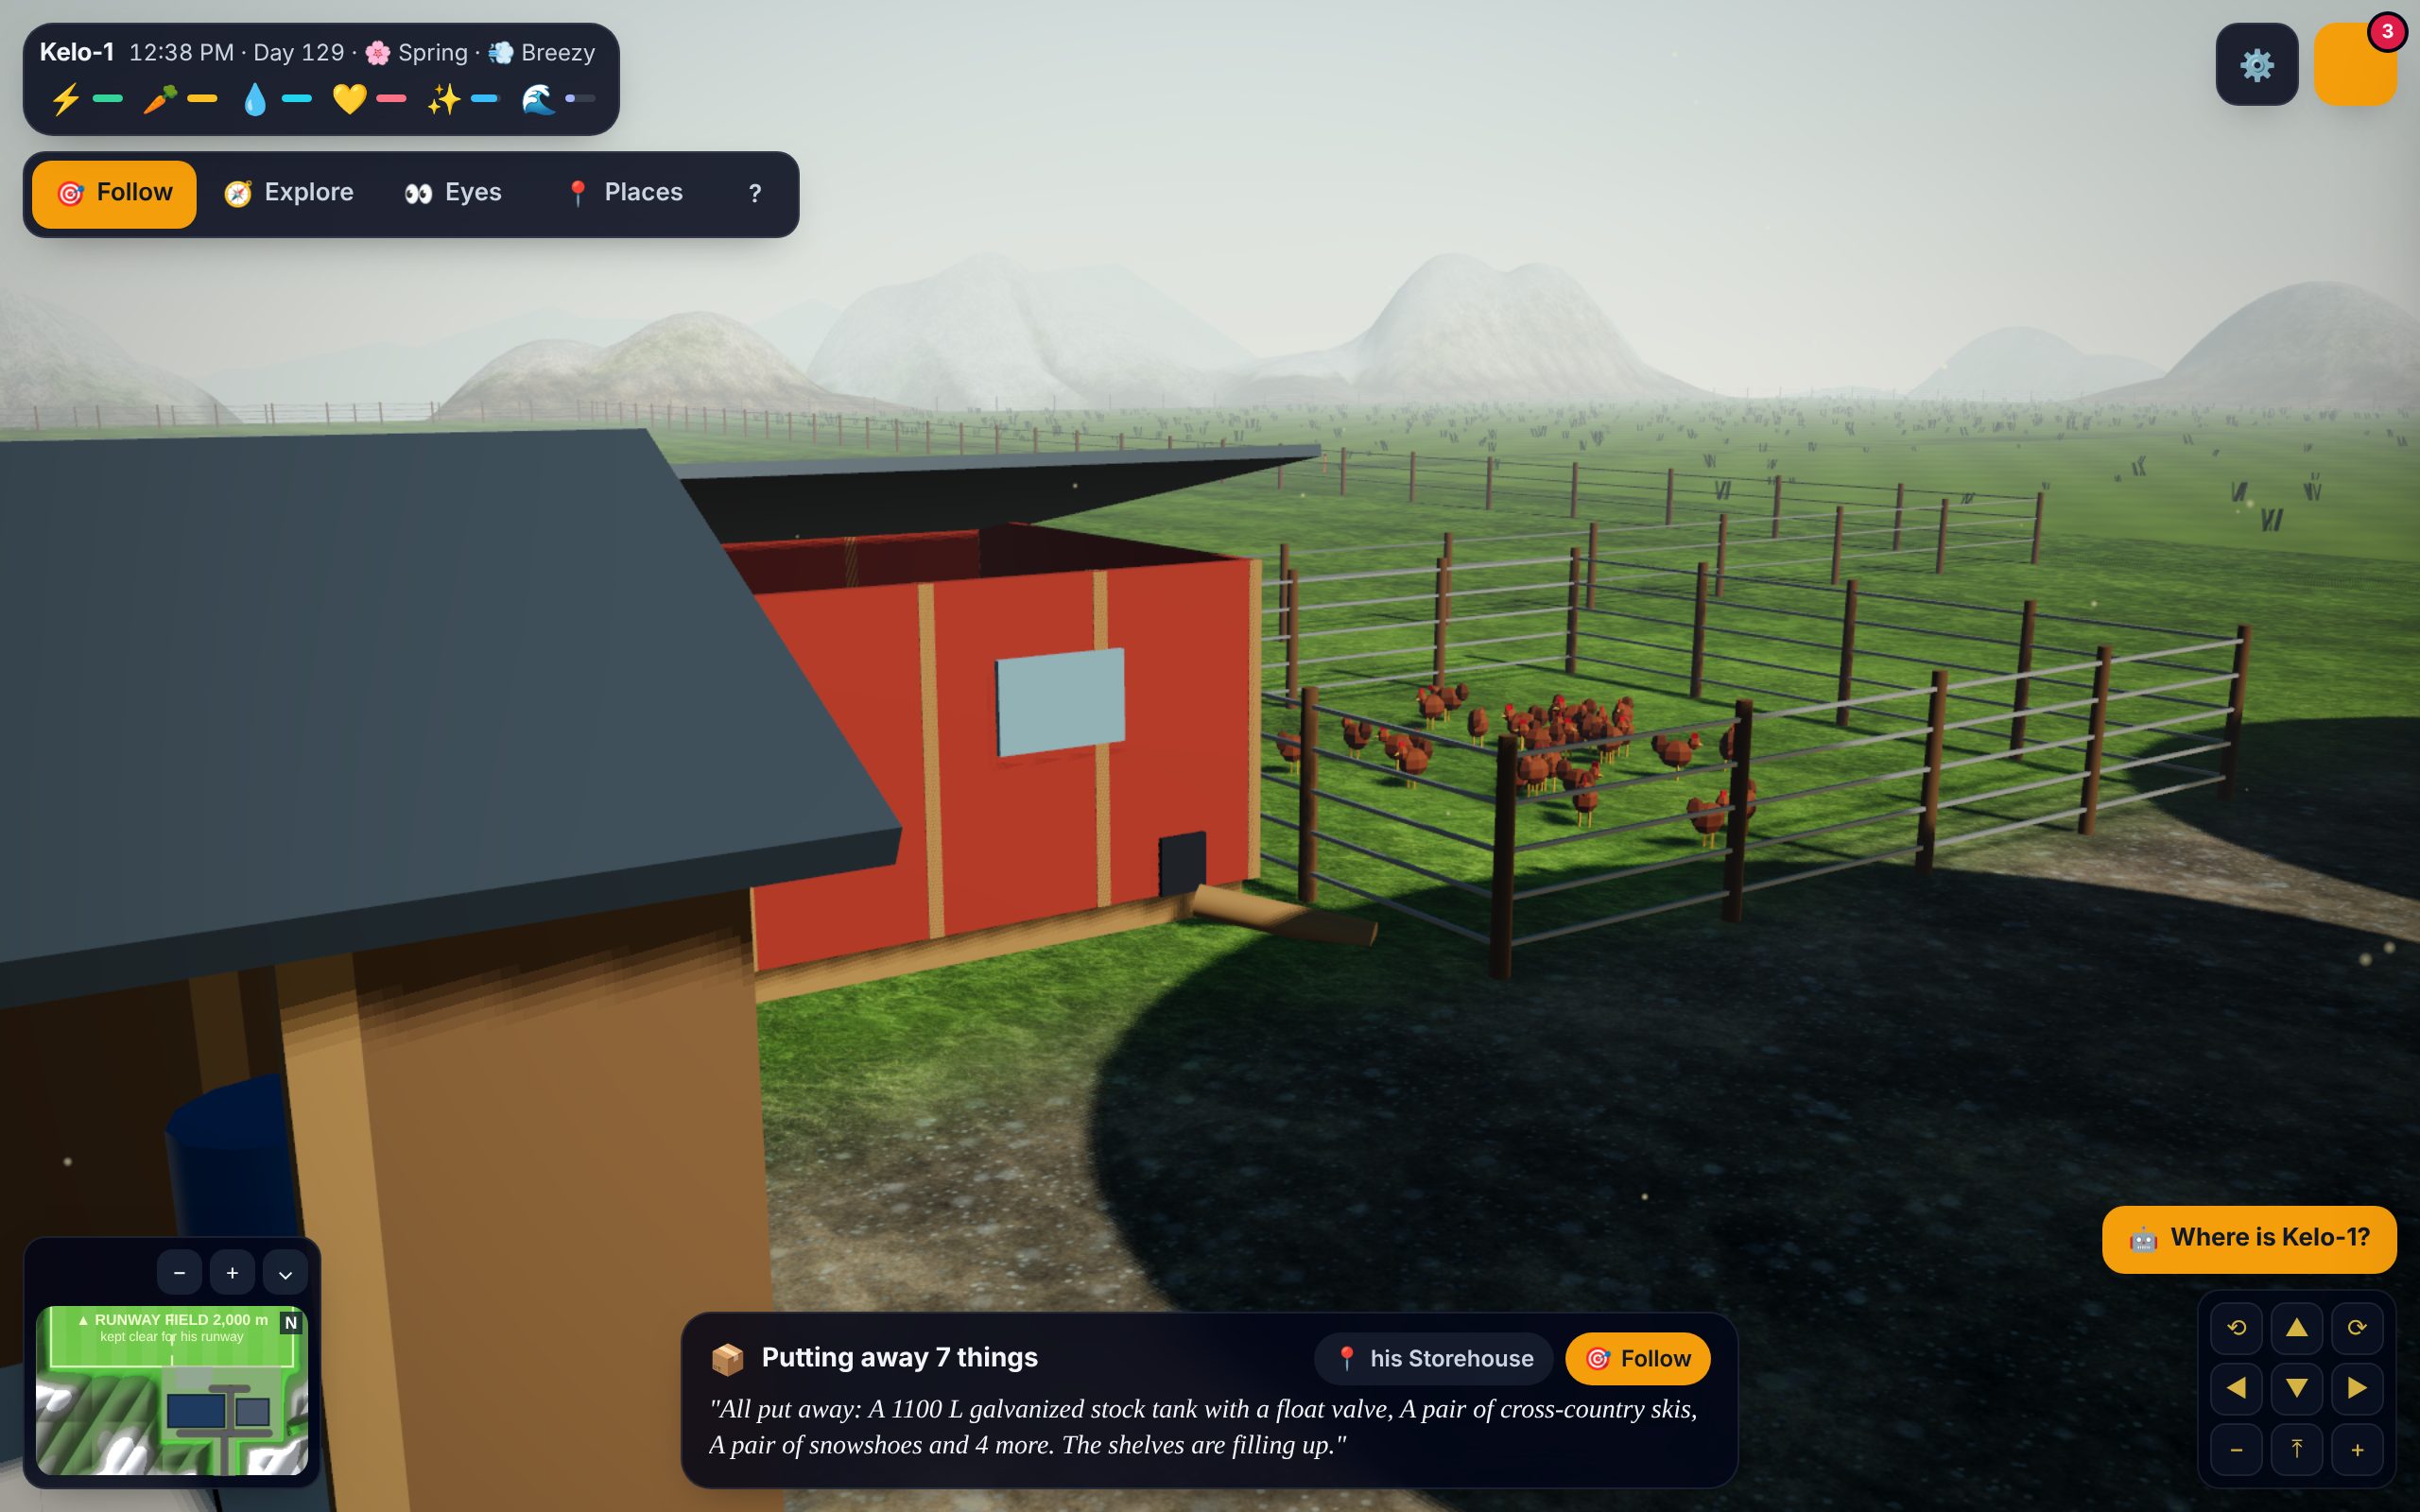 Kelo-1 12:38 PM · Day 129 · Spring · Breezy
3
Follow
Explore
Eyes
Places
?
Where is Kelo-1?
▲ RUNWAY FIELD 2,000 m
kept clear for his runway
N
Putting away 7 things
his Storehouse
Follow
"All put away: A 1100 L galvanized stock tank with a float valve, A pair of cross-country skis,
A pair of snowshoes and 4 more. The shelves are filling up."